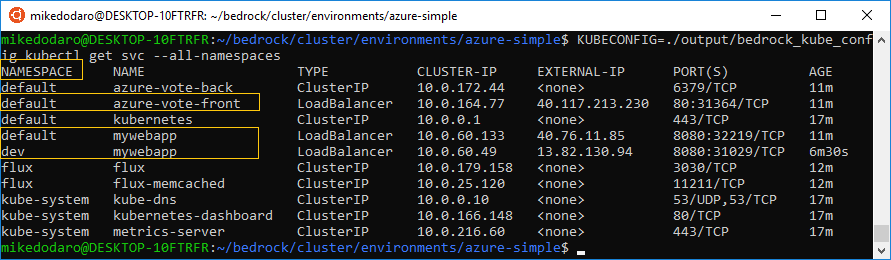 mikedodaro@DESKTOP-10FTRFR: ~/bedrock/cluster/environments/azure-simple
mikedodaro@DESKTOP-10FTRFR:~/bedrock/cluster/environments/azure-simple$ KUBECONFIG=./output/bedrock_kube_conf
ig kubectl get svc --all-namespaces
NAMESPACE NAME TYPE CLUSTER-IP EXTERNAL-IP PORT(S) AGE
default azure-vote-back ClusterIP 10.0.172.44 <none> 6379/TCP 11m
default azure-vote-front LoadBalancer 10.0.164.77 40.117.213.230 80:31364/TCP 11m
default kubernetes ClusterIP 10.0.0.1 <none> 443/TCP 17m
default mywebapp LoadBalancer 10.0.60.133 40.76.11.85 8080:32219/TCP 11m
dev mywebapp LoadBalancer 10.0.60.49 13.82.130.94 8080:31029/TCP 6m30s
flux flux ClusterIP 10.0.179.158 <none> 3030/TCP 12m
flux flux-memcached ClusterIP 10.0.25.120 <none> 11211/TCP 12m
kube-system kube-dns ClusterIP 10.0.0.10 <none> 53/UDP,53/TCP 17m
kube-system kubernetes-dashboard ClusterIP 10.0.166.148 <none> 80/TCP 17m
kube-system metrics-server ClusterIP 10.0.216.60 <none> 443/TCP 17m
mikedodaro@DESKTOP-10FTRFR:~/bedrock/cluster/environments/azure-simple$